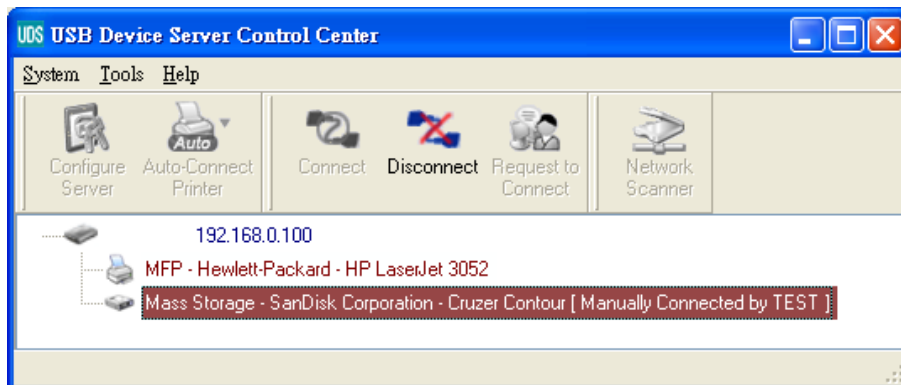 UDS USB Device Server Control Center
System Tools Help
Auto
Configure Server
Auto-Connect Printer
Connect
Disconnect
Request to Connect
Network Scanner
192.168.0.100
MFP - Hewlett-Packard - HP LaserJet 3052
Mass Storage - SanDisk Corporation - Cruzer Contour [ Manually Connected by TEST ]